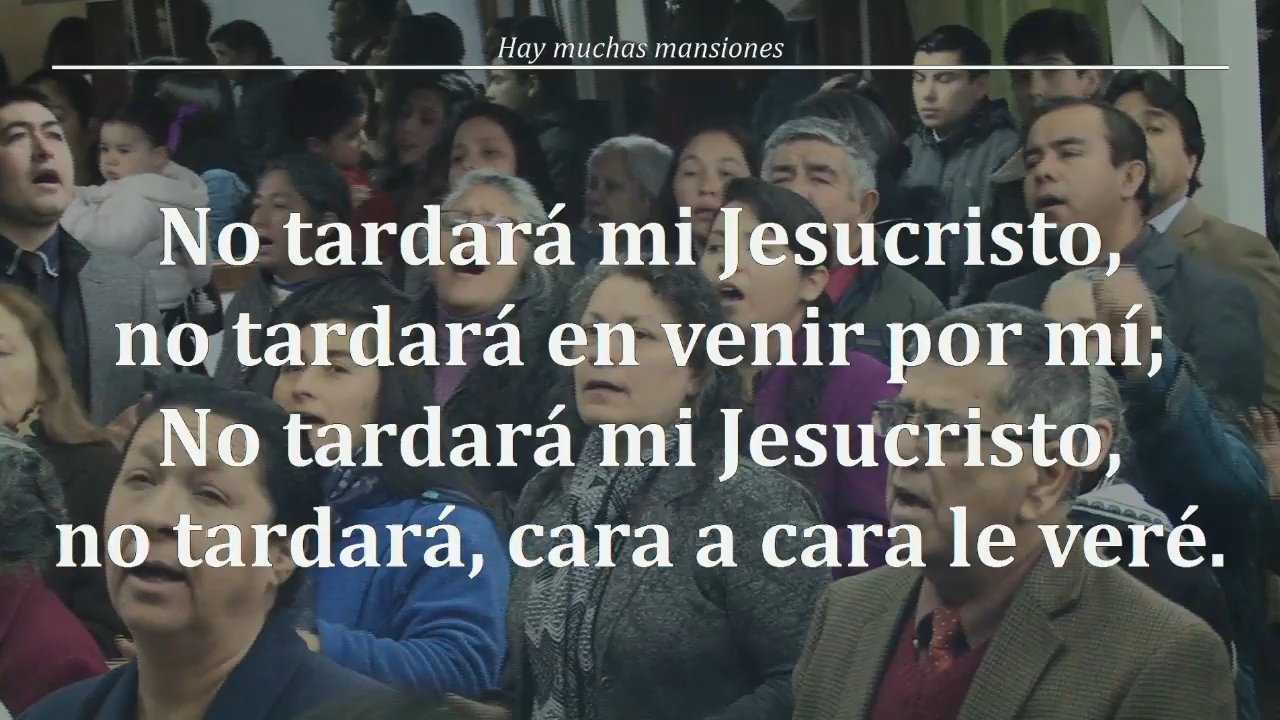 Hay muchas mansiones
No tardará mi Jesucristo,
no tardará en venir por mí;
No tardará mi Jesucristo,
no tardará, cara a cara le veré.